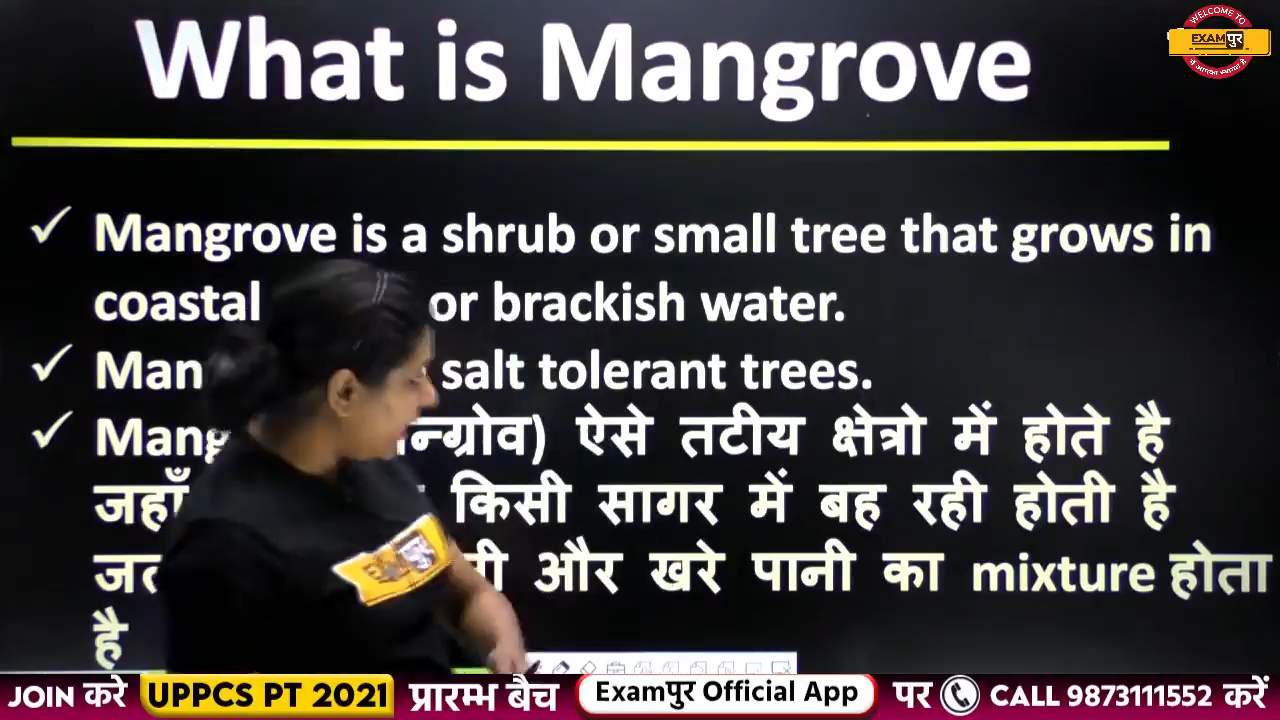 WELCOME TO
EXAMपुर
What is Mangrove
Mangrove is a shrub or small tree that grows in
coastal or brackish water.
salt tolerant trees.
ऐसे तटीय क्षेत्रो में होते है
जहाँ किसी सागर में बह रही होती है
और खरे पानी का mixture होता
है
JOIN करे UPPCS PT 2021 प्रारम्भ बैच Examपुर Official App पर CALL 9873111552 करें